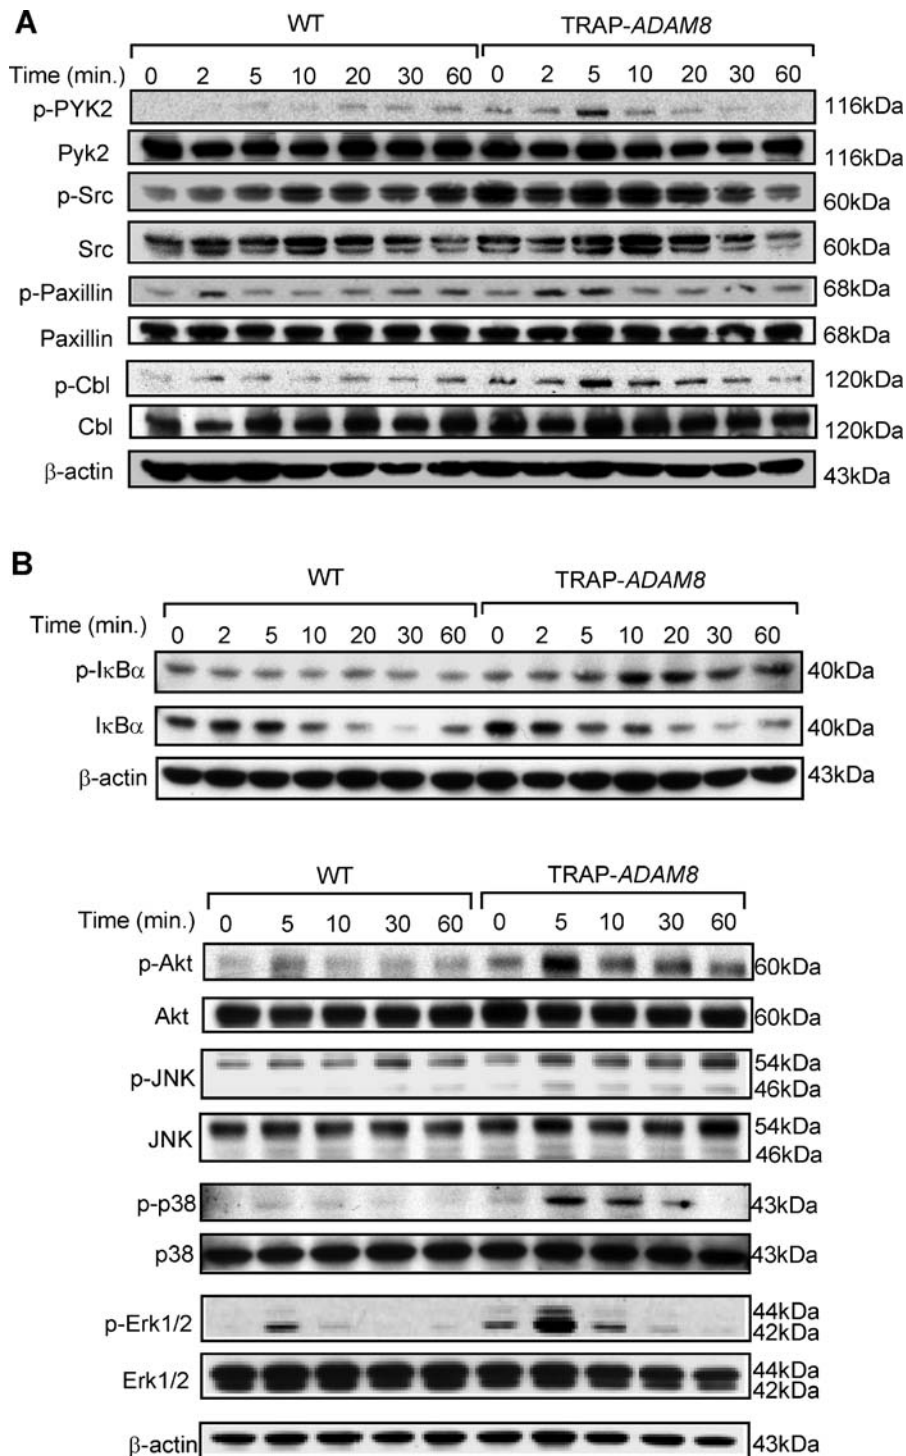 A
WT TRAP-ADAM8
Time (min.) 0 2 5 10 20 30 60 0 2 5 10 20 30 60
p-PYK2 116kDa
Pyk2 116kDa
p-Src 60kDa
Src 60kDa
p-Paxillin 68kDa
Paxillin 68kDa
p-Cbl 120kDa
Cbl 120kDa
β-actin 43kDa
B
WT TRAP-ADAM8
Time (min.) 0 2 5 10 20 30 60 0 2 5 10 20 30 60
p-IκBα 40kDa
IκBα 40kDa
β-actin 43kDa
WT TRAP-ADAM8
Time (min.) 0 5 10 30 60 0 5 10 30 60
p-Akt 60kDa
Akt 60kDa
p-JNK 54kDa
46kDa
JNK 54kDa
46kDa
p-p38 43kDa
p38 43kDa
p-Erk1/2 44kDa
42kDa
Erk1/2 44kDa
42kDa
β-actin 43kDa